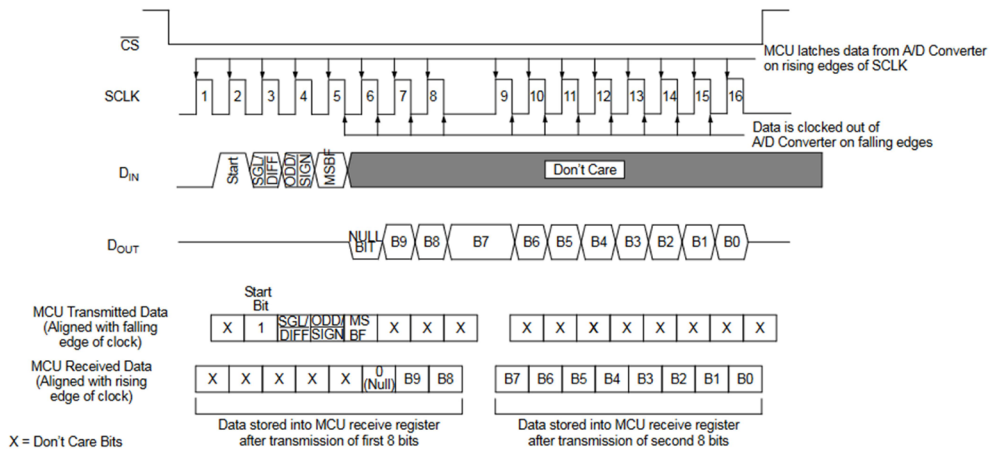 CS
MCU latches data from A/D Converter
on rising edges of SCLK
SCLK
1 2 3 4 5 6 7 8 9 10 11 12 13 14 15 16
Data is clocked out of
A/D Converter on falling edges
DIN
Start SGL/DIFF ODD/SIGN MSBF Don't Care
DOUT
NULL BIT B9 B8 B7 B6 B5 B4 B3 B2 B1 B0
Start
Bit
MCU Transmitted Data
(Aligned with falling
edge of clock)
X 1 SGL/DIFF ODD/SIGN MS BF X X X X X X X X X X X
MCU Received Data
(Aligned with rising
edge of clock)
X X X X X 0 (Null) B9 B8 B7 B6 B5 B4 B3 B2 B1 B0
Data stored into MCU receive register
after transmission of first 8 bits
Data stored into MCU receive register
after transmission of second 8 bits
X = Don't Care Bits